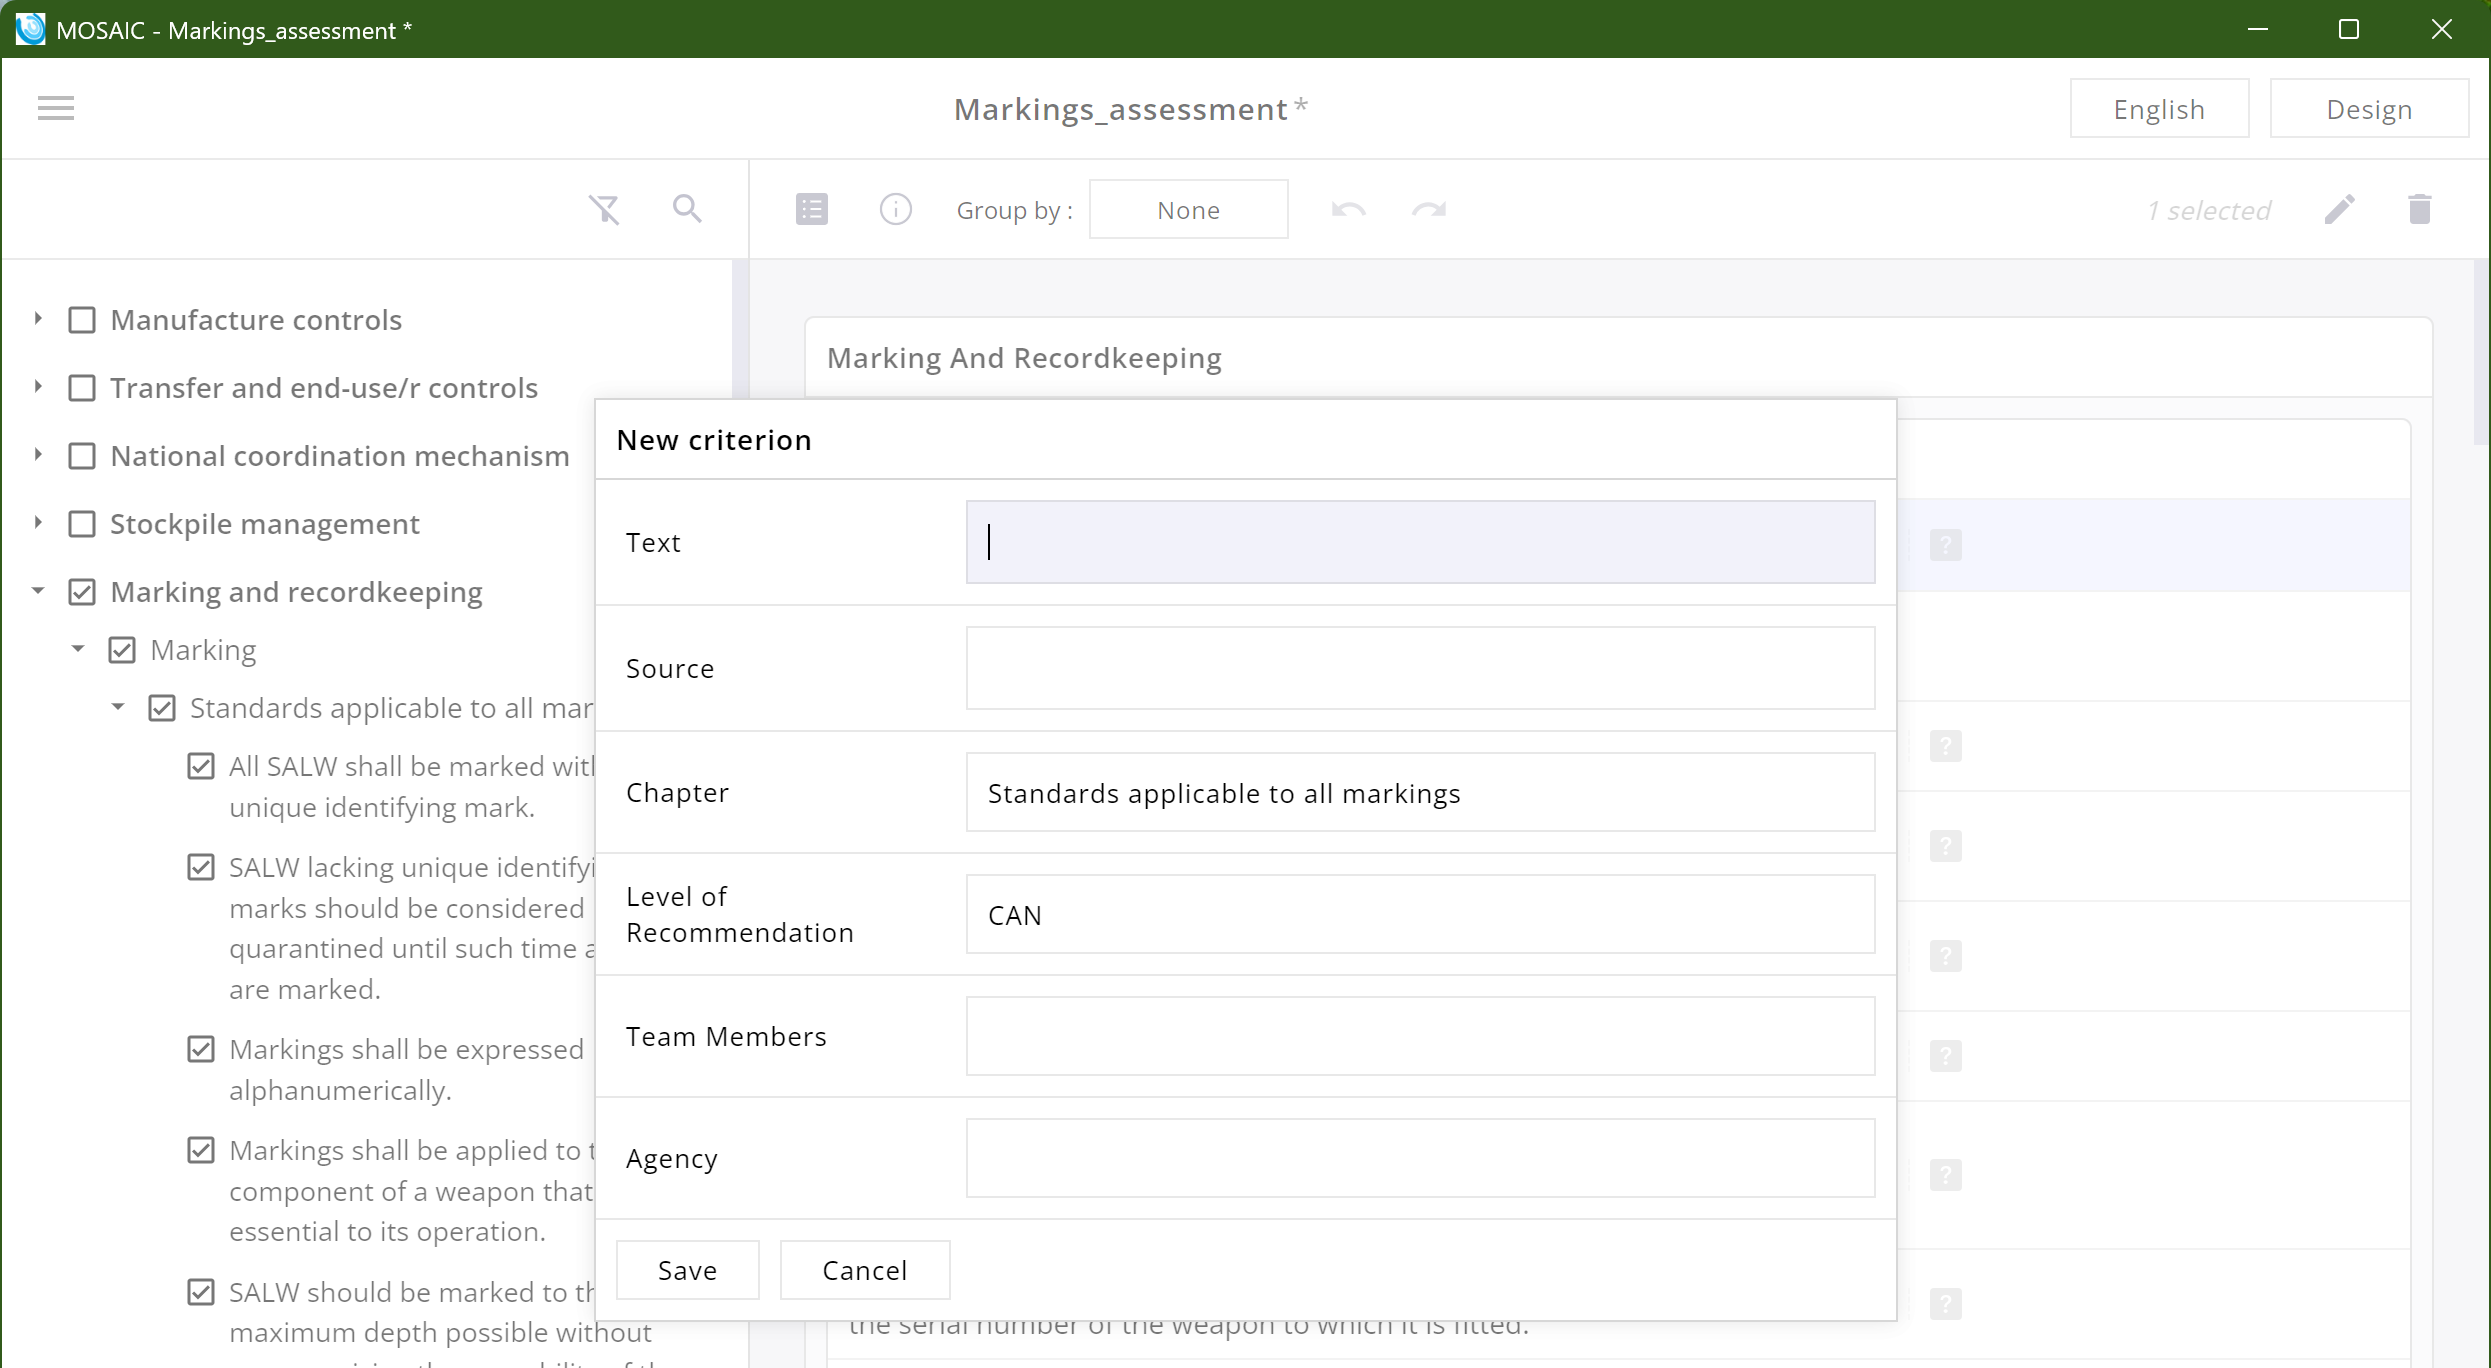 MOSAIC - Markings_assessment *
Markings_assessment *
English
Design
Group by :
None
1 selected
Manufacture controls
Transfer and end-use/r controls
National coordination mechanism
Stockpile management
Marking and recordkeeping
Marking
Standards applicable to all mar
All SALW shall be marked with
unique identifying mark.
SALW lacking unique identifyi
marks should be considered
quarantined until such time a
are marked.
Markings shall be expressed
alphanumerically.
Markings shall be applied to t
component of a weapon that
essential to its operation.
SALW should be marked to th
maximum depth possible without
Marking And Recordkeeping
New criterion
Text
Source
Chapter
Standards applicable to all markings
Level of
Recommendation
CAN
Team Members
Agency
Save
Cancel
?
?
?
?
?
?
?
the serial number of the weapon to which it is fitted.